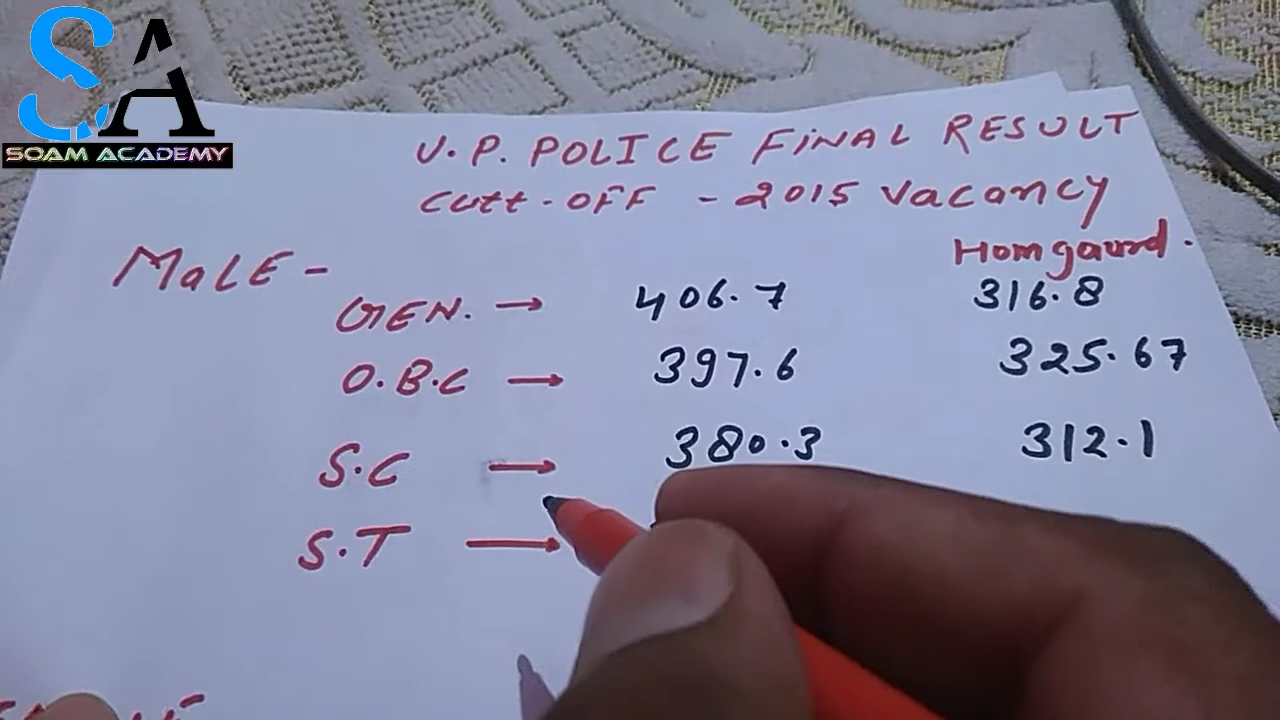 SA
SOAM ACADEMY
U.P. POLICE FINAL RESULT
CUTT-OFF - 2015 Vacancy
MaLE -
Homgaurd.
GEN. → 406.7 316.8
O.B.C → 397.6 325.67
S.C → 380.3 312.1
S.T →